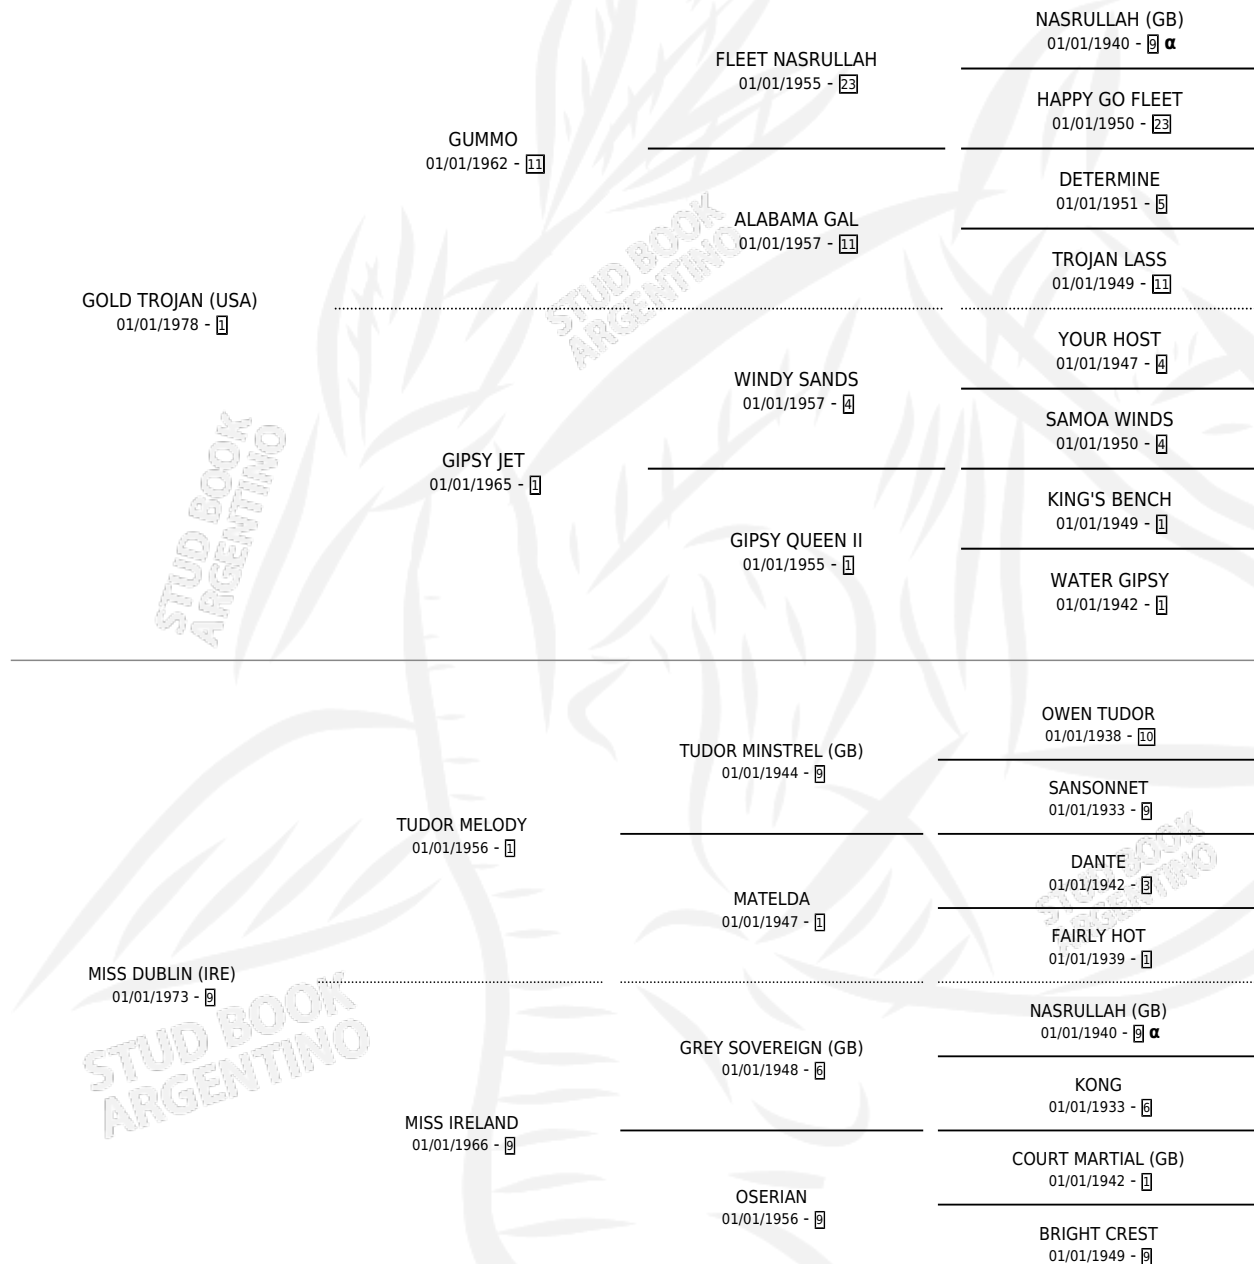 NASRULLAH (GB)
01/01/1940 - 9 α
FLEET NASRULLAH
01/01/1955 - 23
HAPPY GO FLEET
01/01/1950 - 23
GUMMO
01/01/1962 - 11
DETERMINE
01/01/1951 - 5
ALABAMA GAL
01/01/1957 - 11
TROJAN LASS
01/01/1949 - 11
GOLD TROJAN (USA)
01/01/1978 - 1
YOUR HOST
01/01/1947 - 4
WINDY SANDS
01/01/1957 - 4
SAMOA WINDS
01/01/1950 - 4
GIPSY JET
01/01/1965 - 1
KING'S BENCH
01/01/1949 - 1
GIPSY QUEEN II
01/01/1955 - 1
WATER GIPSY
01/01/1942 - 1
OWEN TUDOR
01/01/1938 - 10
TUDOR MINSTREL (GB)
01/01/1944 - 9
SANSONNET
01/01/1933 - 9
TUDOR MELODY
01/01/1956 - 1
DANTE
01/01/1942 - 3
MATELDA
01/01/1947 - 1
FAIRLY HOT
01/01/1939 - 1
MISS DUBLIN (IRE)
01/01/1973 - 9
NASRULLAH (GB)
01/01/1940 - 9 α
GREY SOVEREIGN (GB)
01/01/1948 - 6
KONG
01/01/1933 - 6
MISS IRELAND
01/01/1966 - 9
COURT MARTIAL (GB)
01/01/1942 - 1
OSERIAN
01/01/1956 - 9
BRIGHT CREST
01/01/1949 - 9
STUD BOOK
ARGENTINO
STUD BOOK
ARGENTINO
STUD BOOK
ARGENTINO
STUD BOOK
ARGENTINO